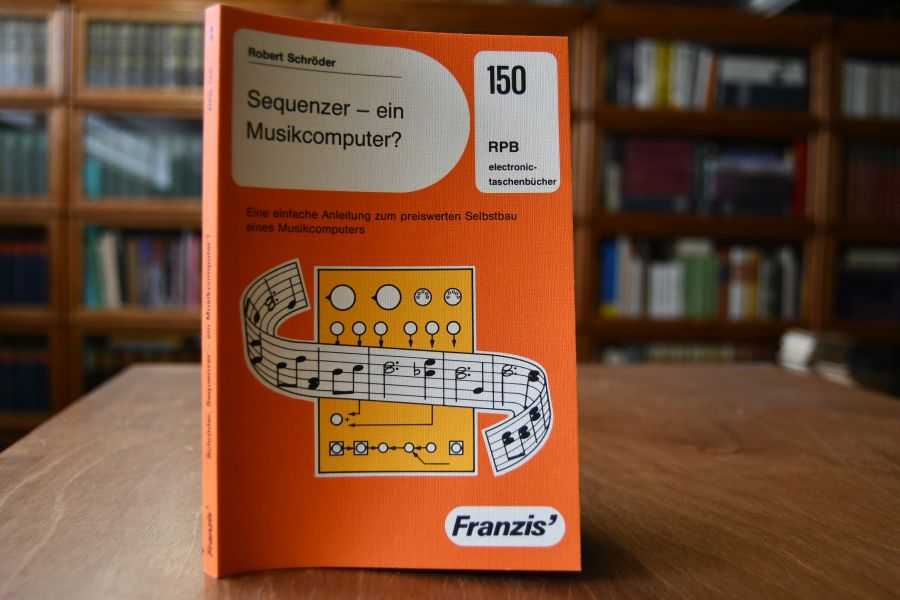 Robert Schröder
Sequenzer – ein
Musikcomputer?
150
RPB
electronic-
taschenbücher
Eine einfache Anleitung zum preiswerten Selbstbau
eines Musikcomputers
Franzis’
Schröder, Sequenzer – ein Musikcomputer?
Franzis’